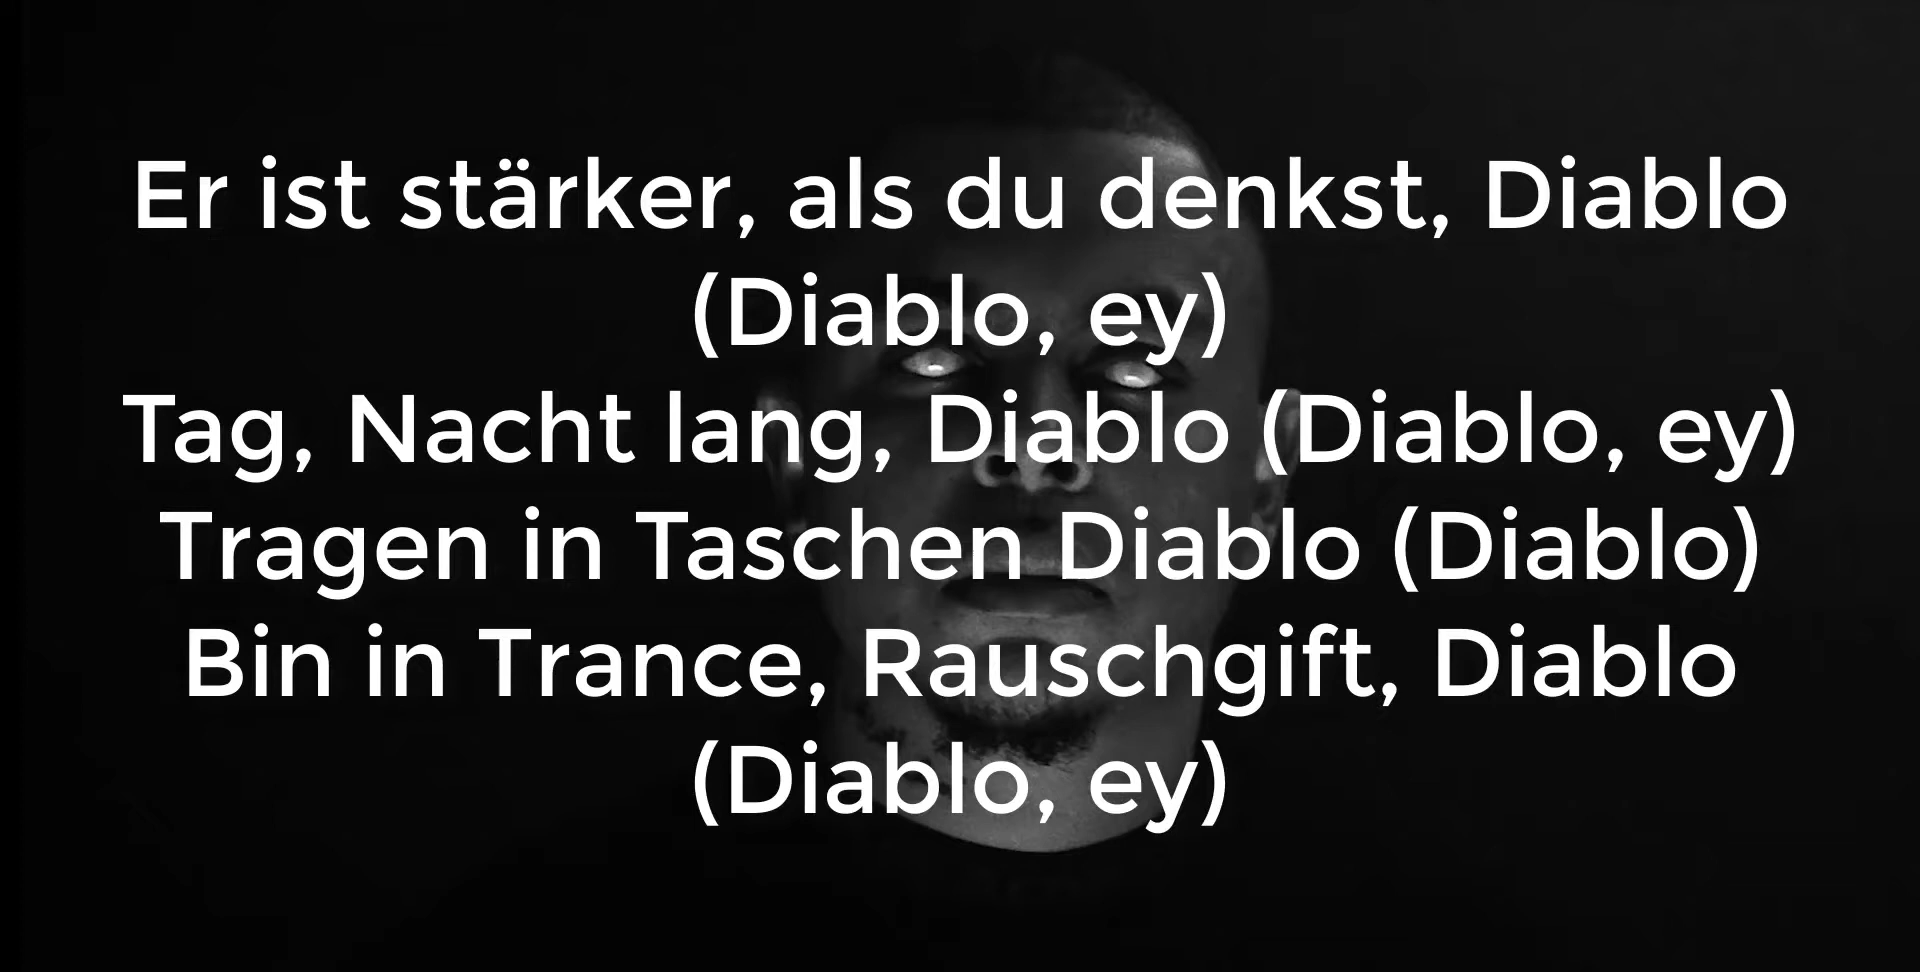 Er ist stärker, als du denkst, Diablo
(Diablo, ey)
Tag, Nacht lang, Diablo (Diablo, ey)
Tragen in Taschen Diablo (Diablo)
Bin in Trance, Rauschgift, Diablo
(Diablo, ey)